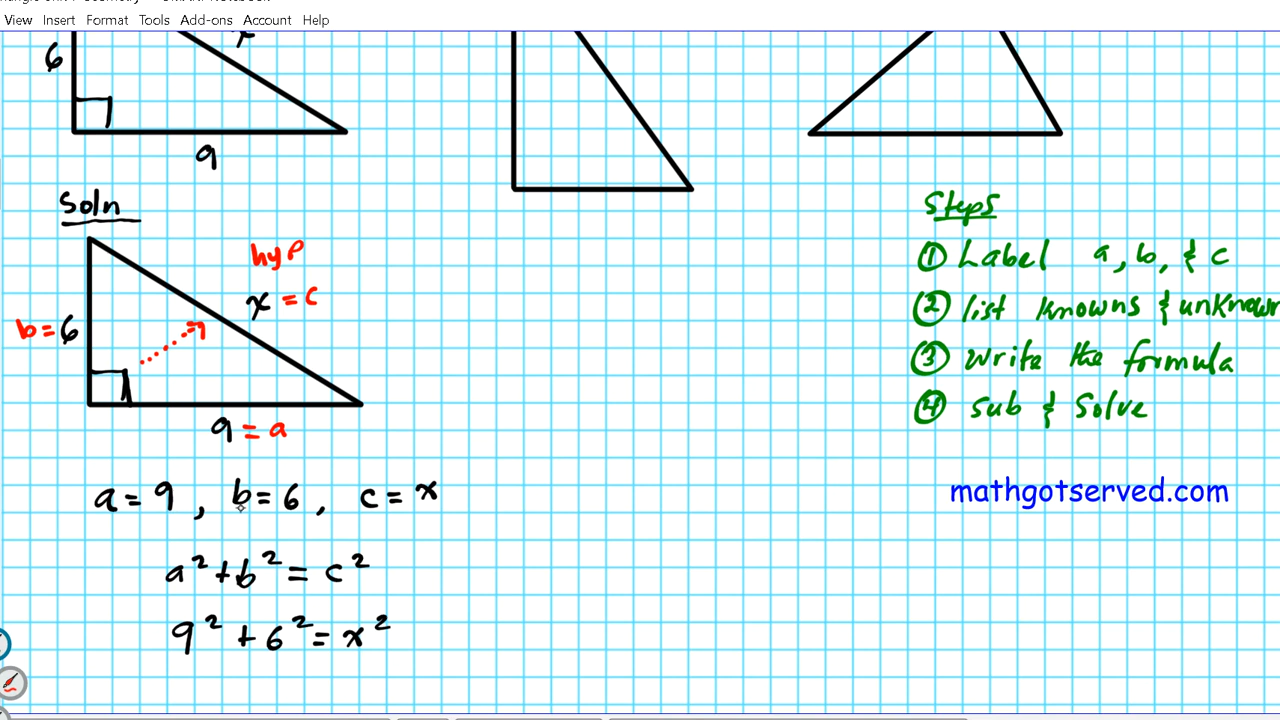 View Insert Format Tools Add-ons Account Help
6
9
Soln
hyp
x = c
b = 6
9 = a
a = 9 , b = 6 , c = x
a² + b² = c²
9² + 6² = x²
Steps
① Label a, b, & c
② list knowns & unknown
③ Write the formula
④ Sub & Solve
mathgotserved.com